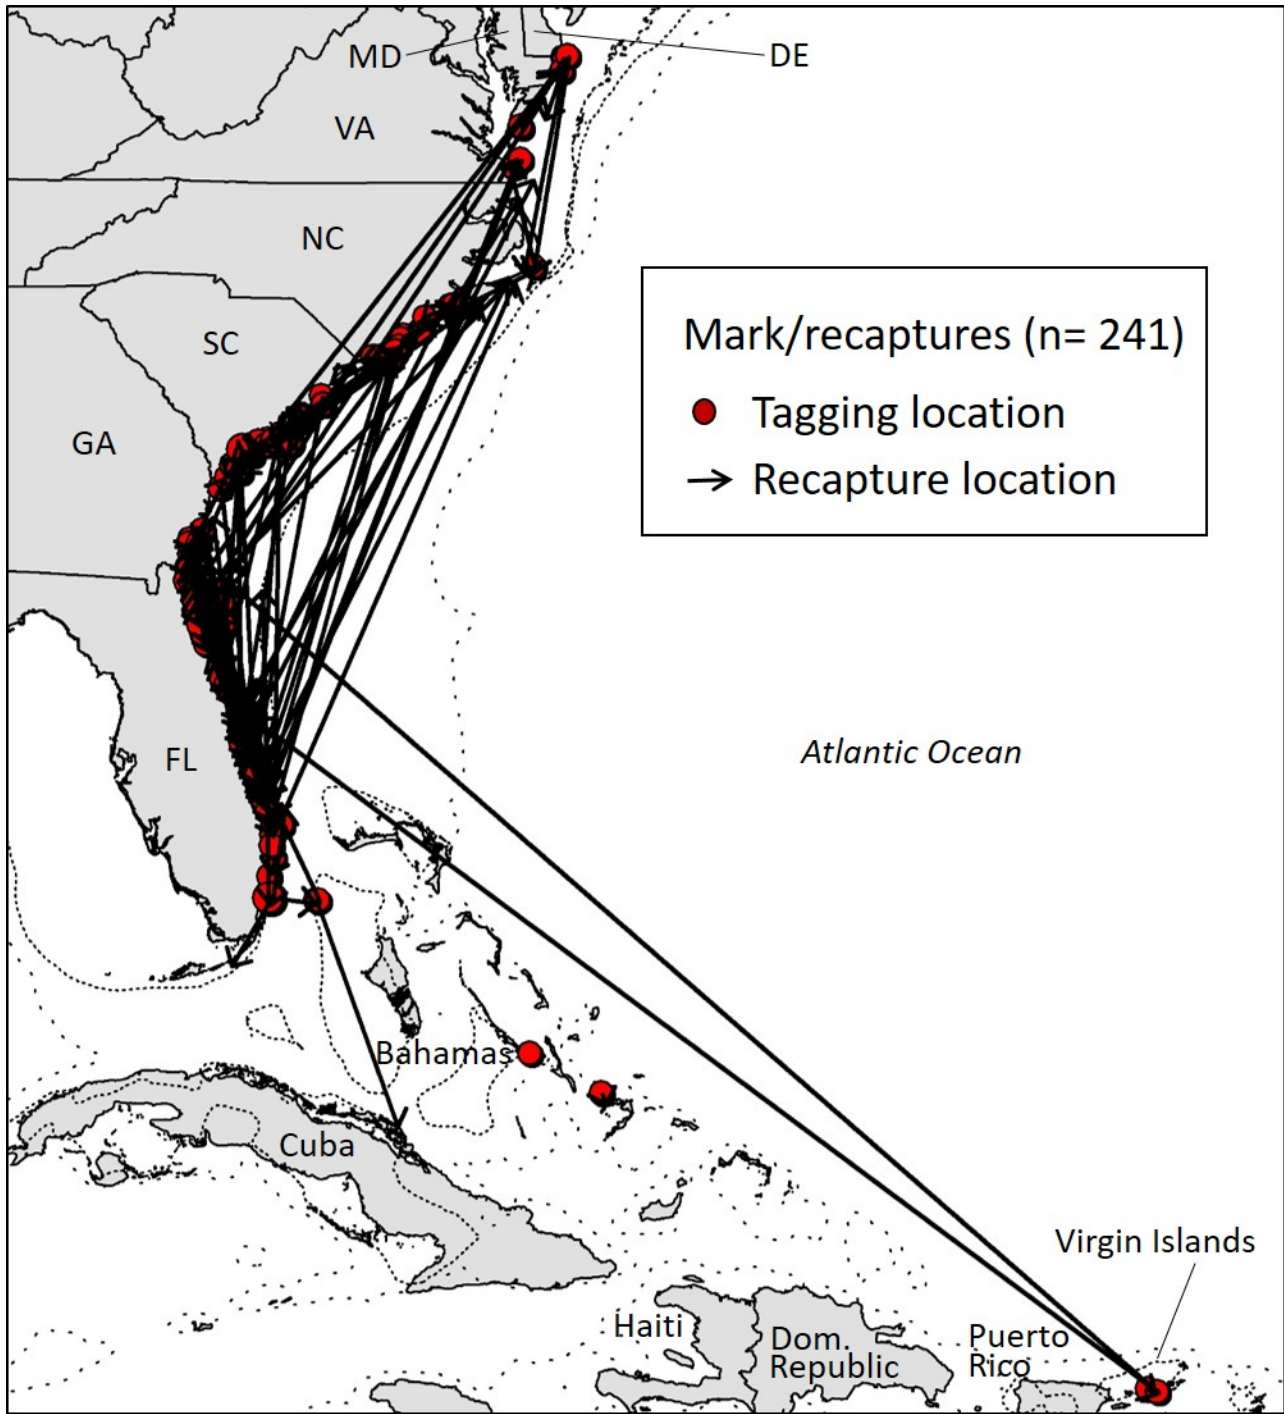 MD
DE
VA
NC
SC
Mark/recaptures (n= 241)
Tagging location
GA
Recapture location
FL
Atlantic Ocean
Bahamas
Cuba
Virgin Islands
Haiti
Dom.
Republic
Puerto
Rico